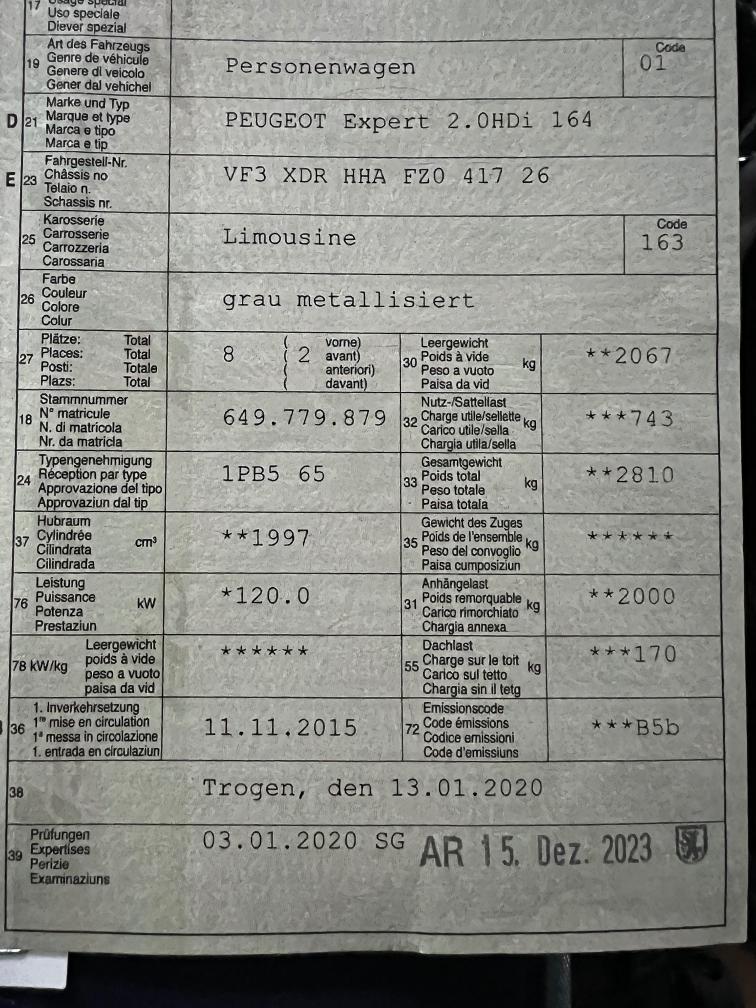 17
Uso speciale
Diever spezial
19
Art des Fahrzeugs
Genre de véhicule
Genere di veicolo
Gener dal vehichel
Personenwagen
Code
01
D 21
Marke und Typ
Marque et type
Marca e tipo
Marca e tip
PEUGEOT Expert 2.0HDi 164
E 23
Fahrgestell-Nr.
Châssis no
Telaio n.
Schassis nr.
VF3 XDR HHA FZ0 417 26
25
Karosserie
Carrosserie
Carrozzeria
Carossaria
Limousine
Code
163
26
Farbe
Couleur
Colore
Colur
grau metallisiert
27
Plätze: Total
Places: Total
Posti: Totale
Plazs: Total
8
( 2
vorne)
avant)
anteriori)
davant)
30
Leergewicht
Poids à vide kg
Peso a vuoto
Paisa da vid
**2067
18
Stammnummer
N° matricule
N. di matricola
Nr. da matricla
649.779.879
32
Nutz-/Sattellast
Charge utile/sellette kg
Carico utile/sella
Chargia utila/sella
***743
24
Typengenehmigung
Réception par type
Approvazione del tipo
Approvaziun dal tip
1PB5 65
33
Gesamtgewicht
Poids total kg
Peso totale
Paisa totala
**2810
37
Hubraum
Cylindrée cm³
Cilindrata
Cilindrada
**1997
35
Gewicht des Zuges
Poids de l'ensemble kg
Peso del convoglio
Paisa cumposiziun
******
76
Leistung
Puissance kW
Potenza
Prestaziun
*120.0
31
Anhängelast
Poids remorquable kg
Carico rimorchiato
Chargia annexa
**2000
78 kW/kg
Leergewicht
poids à vide
peso a vuoto
paisa da vid
******
55
Dachlast
Charge sur le toit kg
Carico sul tetto
Chargia sin il tetg
***170
36
1. Inverkehrsetzung
1re mise en circulation
1ª messa in circolazione
1. entrada en circulaziun
11.11.2015
72
Emissionscode
Code émissions
Codice emissioni
Code d'emissiuns
***B5b
38
Trogen, den 13.01.2020
39
Prüfungen
Expertises
Perizie
Examinaziuns
03.01.2020 SG
AR 15. Dez. 2023